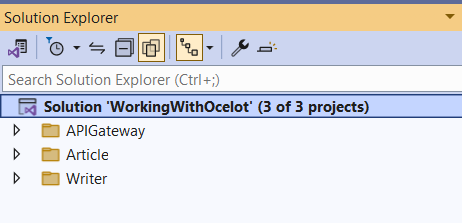 Solution Explorer
Search Solution Explorer (Ctrl+;)
Solution 'WorkingWithOcelot' (3 of 3 projects)
APIGateway
Article
Writer